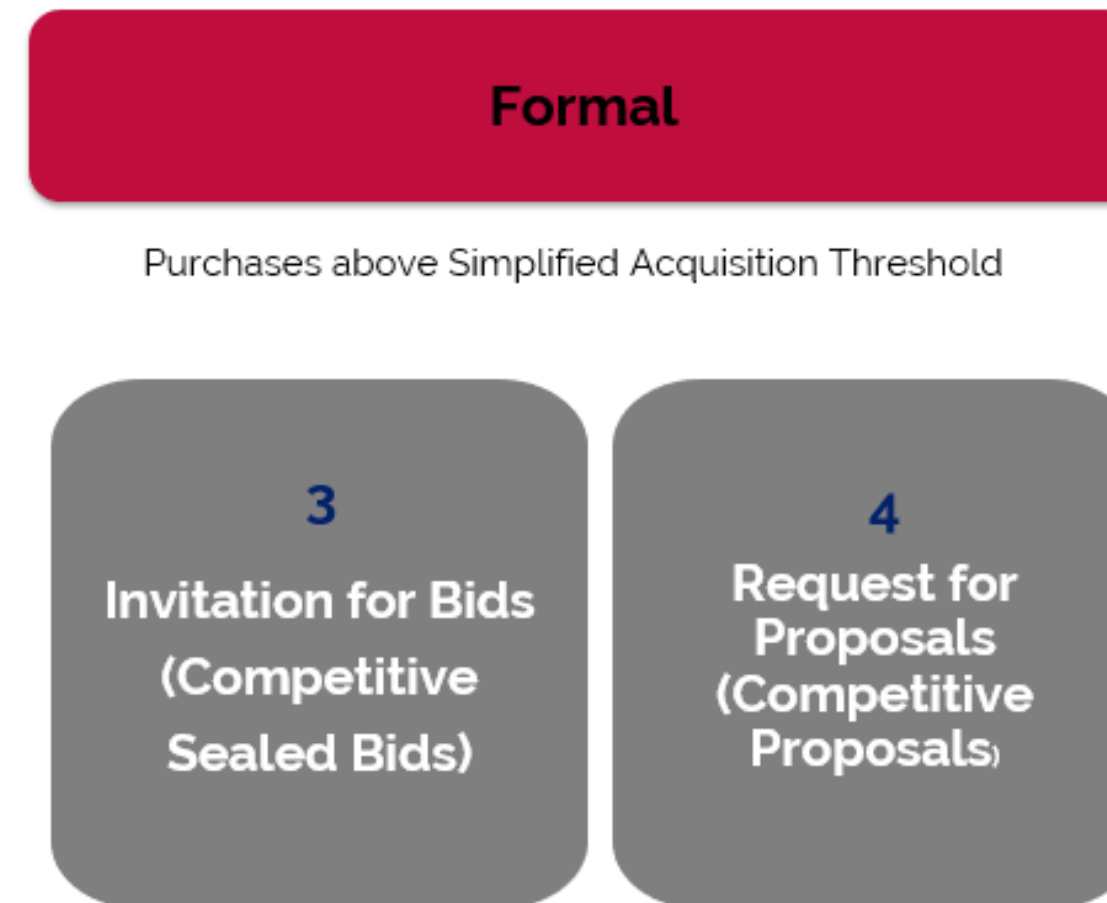 Formal
Purchases above Simplified Acquisition Threshold
3
Invitation for Bids
(Competitive
Sealed Bids)
4
Request for
Proposals
(Competitive
Proposals)